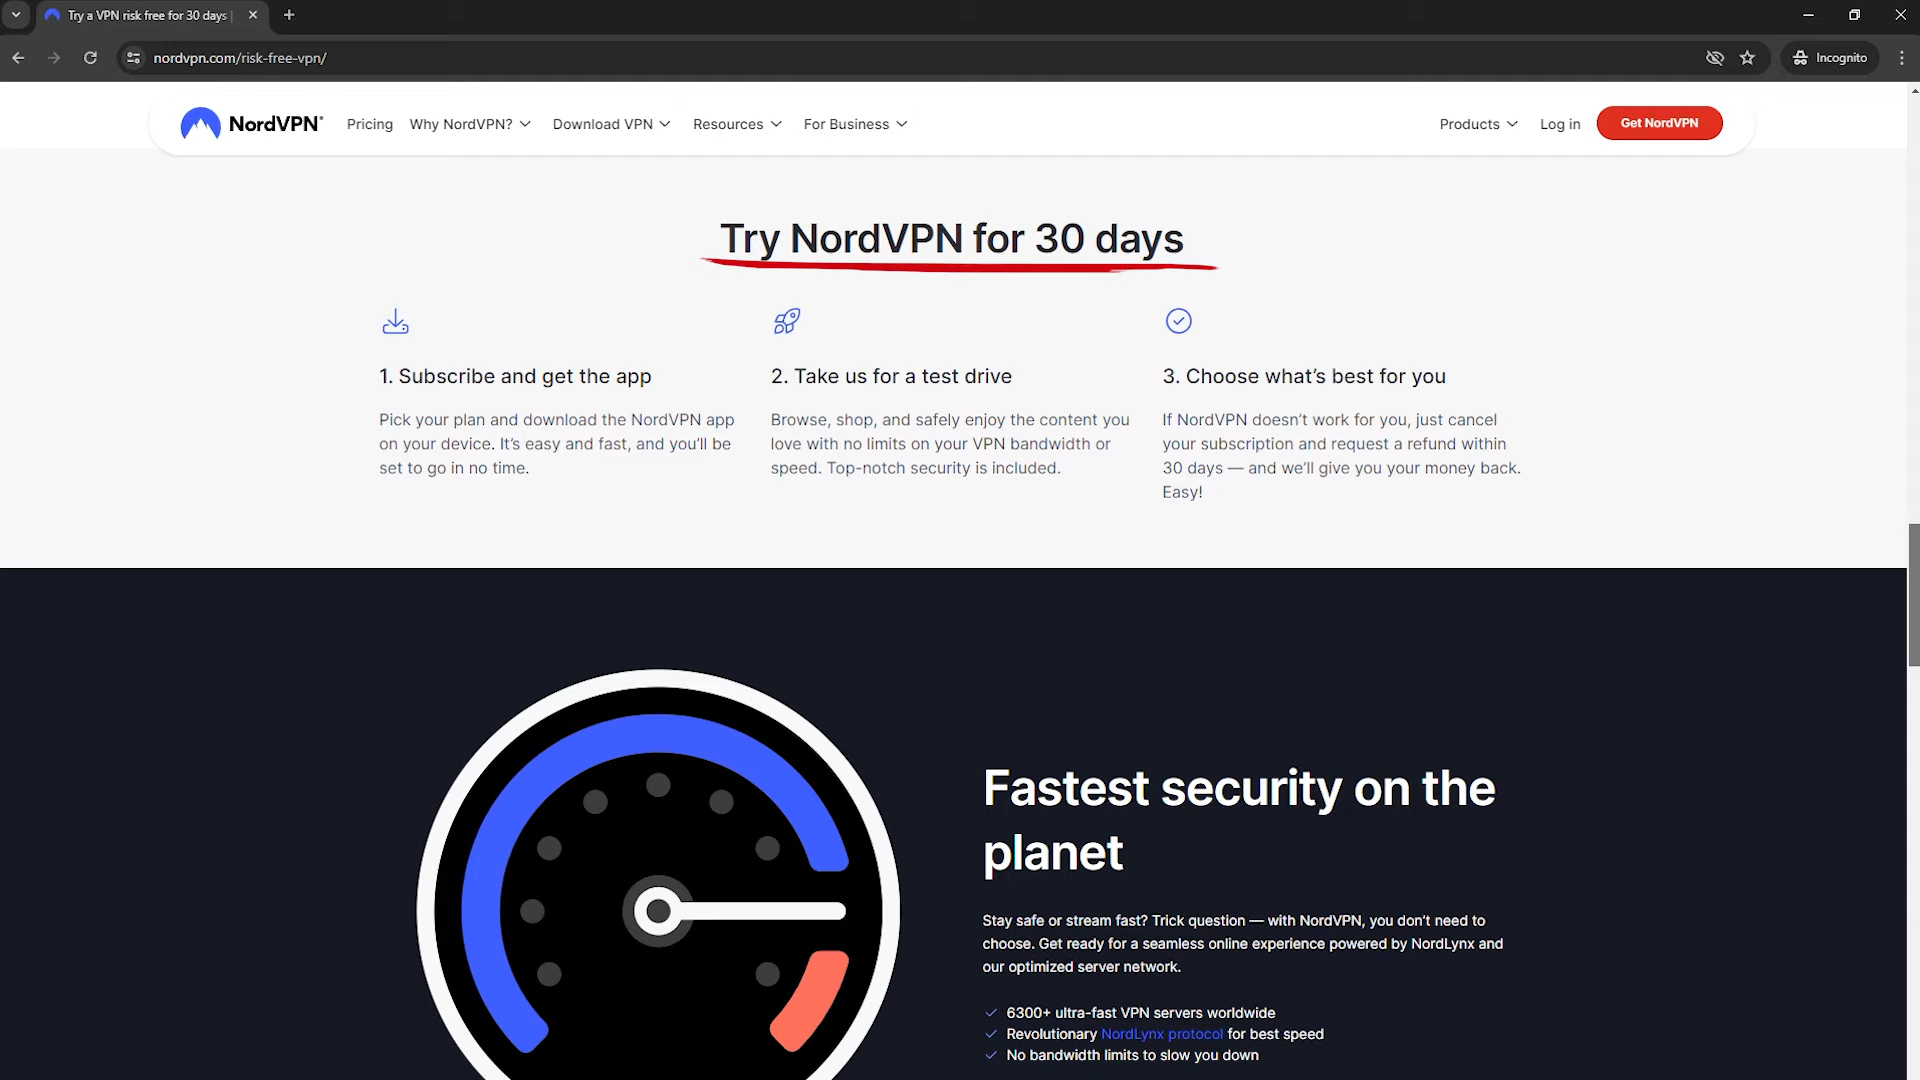 Try a VPN risk free for 30 days |
nordvpn.com/risk-free-vpn/
Incognito
NordVPN®
Pricing
Why NordVPN?
Download VPN
Resources
For Business
Products
Log in
Get NordVPN
Try NordVPN for 30 days
1. Subscribe and get the app
Pick your plan and download the NordVPN app
on your device. It’s easy and fast, and you’ll be
set to go in no time.
2. Take us for a test drive
Browse, shop, and safely enjoy the content you
love with no limits on your VPN bandwidth or
speed. Top-notch security is included.
3. Choose what’s best for you
If NordVPN doesn’t work for you, just cancel
your subscription and request a refund within
30 days — and we’ll give you your money back.
Easy!
Fastest security on the
planet
Stay safe or stream fast? Trick question — with NordVPN, you don’t need to
choose. Get ready for a seamless online experience powered by NordLynx and
our optimized server network.
6300+ ultra-fast VPN servers worldwide
Revolutionary NordLynx protocol for best speed
No bandwidth limits to slow you down